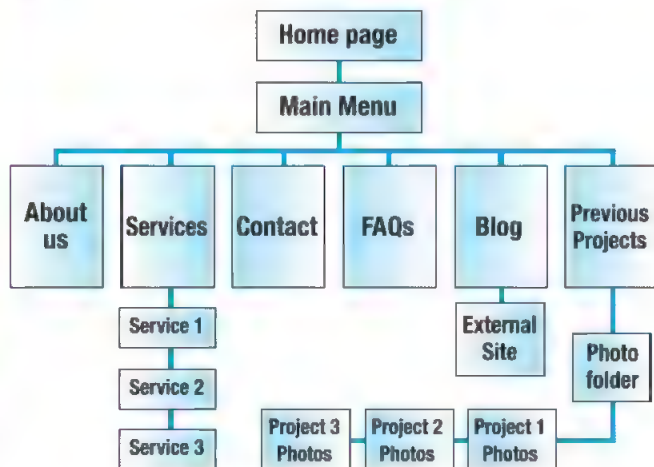 Home page
Main Menu
About
us
Services
Contact
FAQs
Blog
Previous
Projects
Service 1
Service 2
Service 3
External
Site
Photo
folder
Project 3
Photos
Project 2
Photos
Project 1
Photos